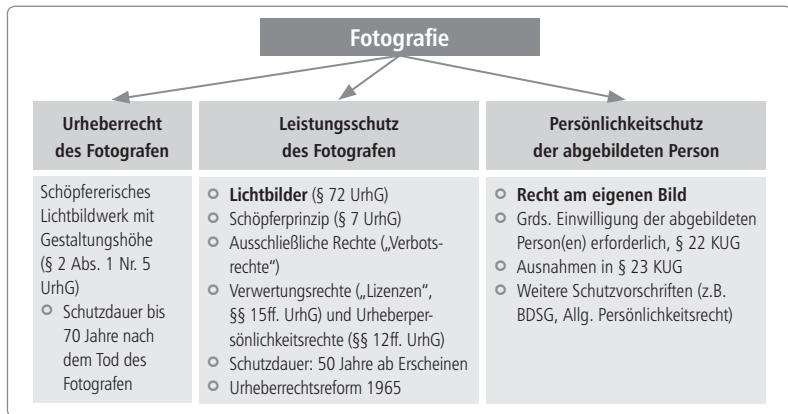 Fotografie
Urheberrecht
des Fotografen
Schöpfererisches
Lichtbildwerk mit
Gestaltungshöhe
(§ 2 Abs. 1 Nr. 5
UrhG)
Schutzdauer bis
70 Jahre nach
dem Tod des
Fotografen
Leistungsschutz
des Fotografen
Lichtbilder (§ 72 UrhG)
Schöpferprinzip (§ 7 UrhG)
Ausschließliche Rechte („Verbots-
rechte“)
Verwertungsrechte („Lizenzen“,
§§ 15ff. UrhG) und Urheberper-
sönlichkeitsrechte (§§ 12ff. UrhG)
Schutzdauer: 50 Jahre ab Erscheinen
Urheberrechtsreform 1965
Persönlichkeitschutz
der abgebildeten Person
Recht am eigenen Bild
Grds. Einwilligung der abgebildeten
Person(en) erforderlich, § 22 KUG
Ausnahmen in § 23 KUG
Weitere Schutzvorschriften (z.B.
BDSG, Allg. Persönlichkeitsrecht)